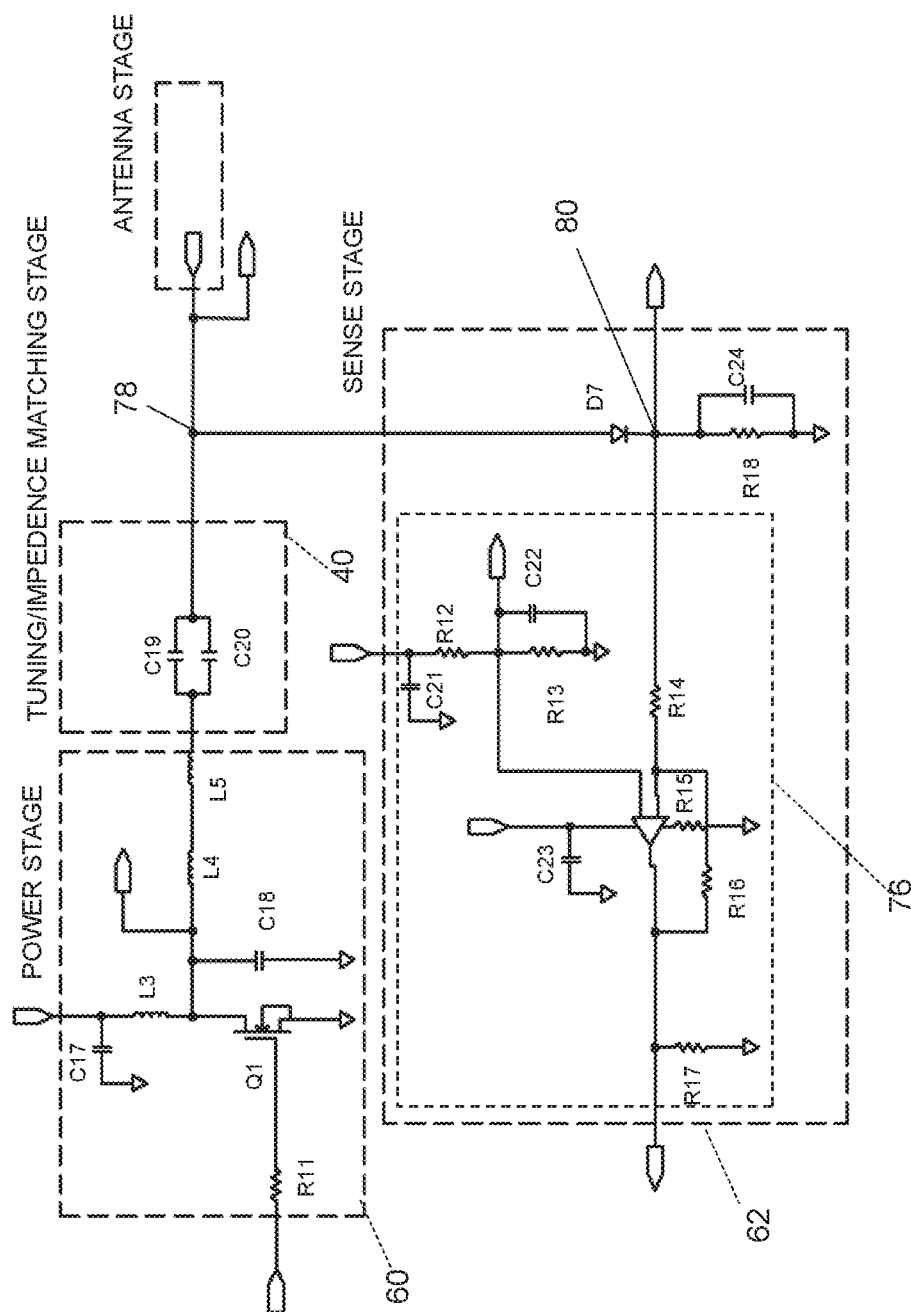 POWER STAGE
TUNING/IMPEDENCE MATCHING STAGE
ANTENNA STAGE
C17
L3
Q1
R11
C18
L4
L5
60
C19
C20
40
78
SENSE STAGE
C21
R12
R13
C22
C23
R14
R15
R16
R17
D7
80
R18
C24
62
76